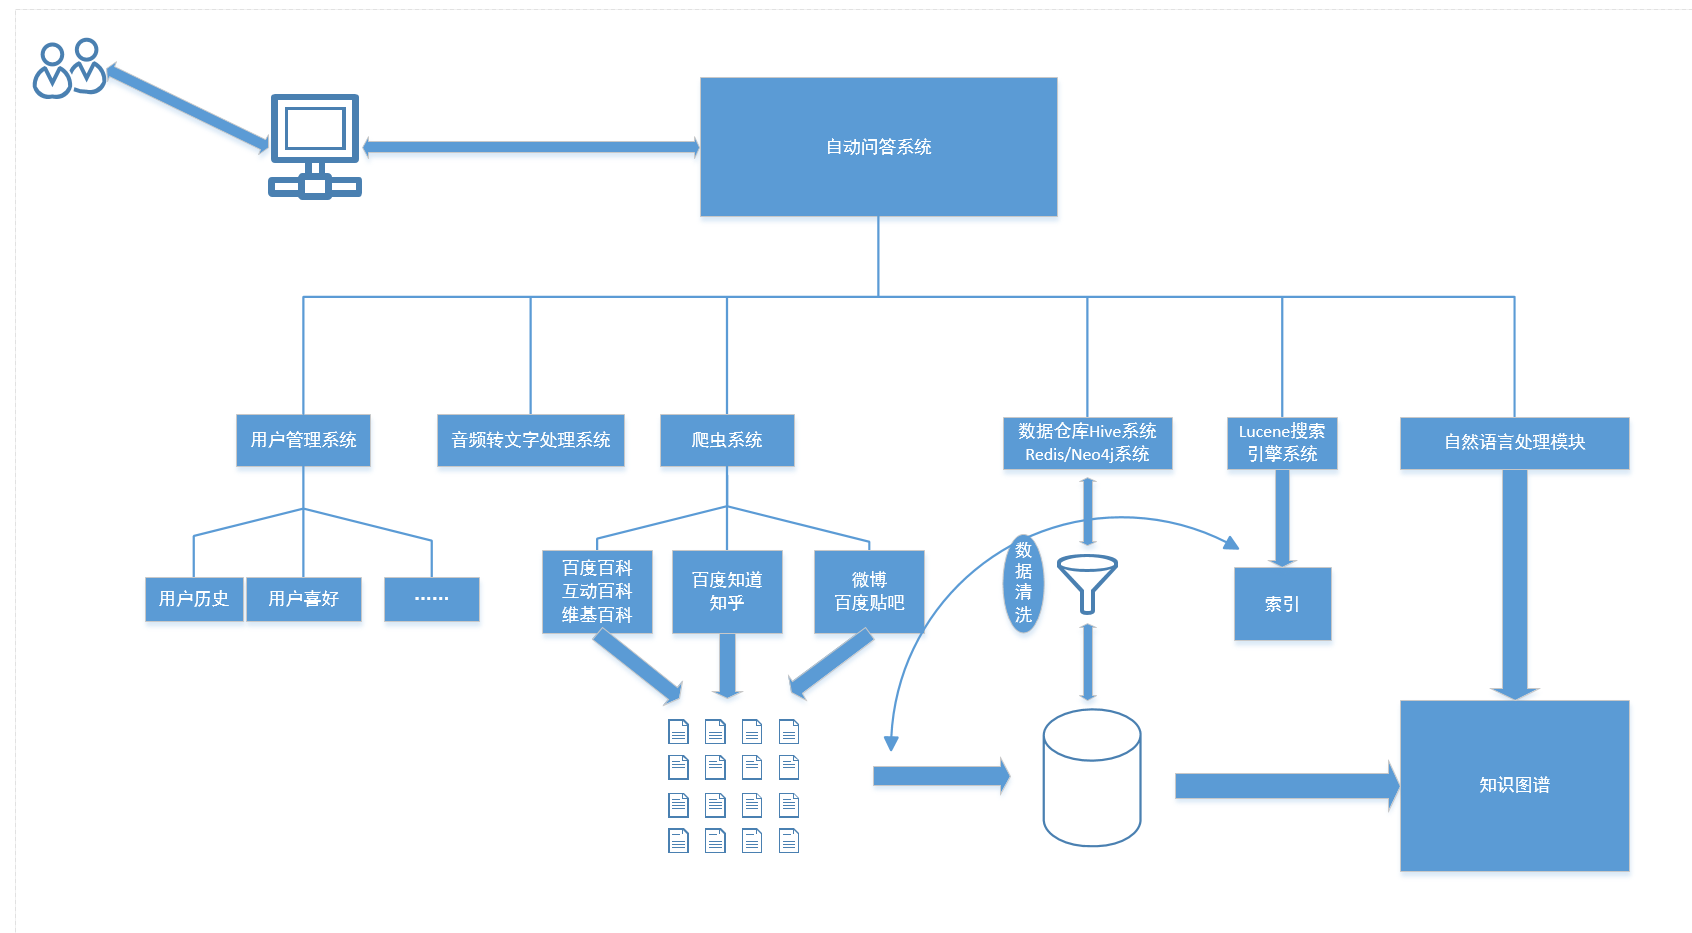 自动问答系统
用户管理系统
音频转文字处理系统
爬虫系统
数据仓库Hive系统
Redis/Neo4j系统
Lucene搜索
引擎系统
自然语言处理模块
用户历史
用户喜好
······
百度百科
互动百科
维基百科
百度知道
知乎
微博
百度贴吧
数
据
清
洗
索引
知识图谱